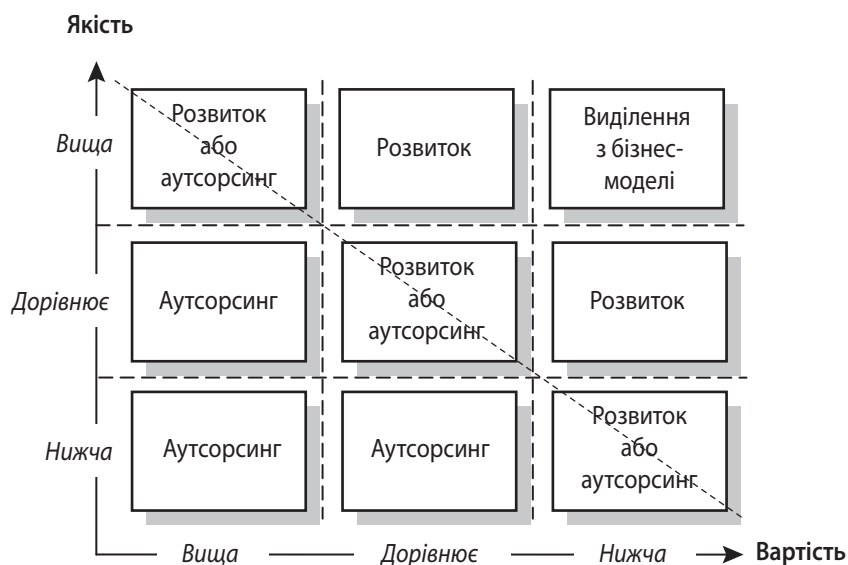 Якість
Вища
Розвиток
або
аутсорсинг
Розвиток
Виділення
з бізнес-
моделі
Дорівнює
Аутсорсинг
Розвиток
або
аутсорсинг
Розвиток
Нижча
Аутсорсинг
Аутсорсинг
Розвиток
або
аутсорсинг
Вища
Дорівнює
Нижча
Вартість